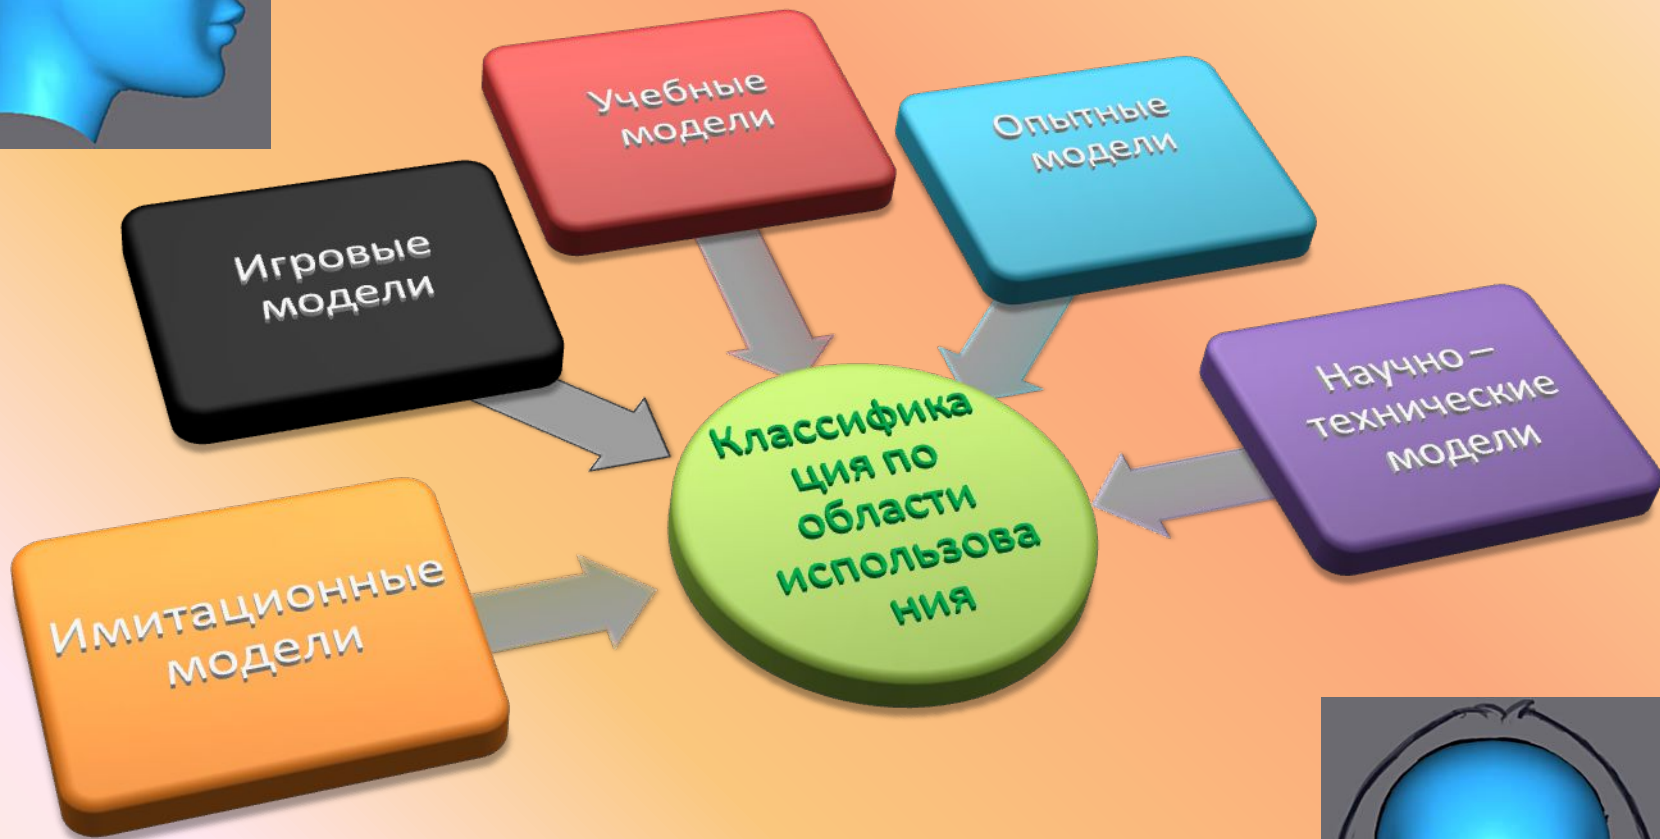 Учебные
модели
Опытные
модели
Игровые
модели
Научно –
технические
модели
Классифика
ция по
области
использова
ния
Имитационные
модели